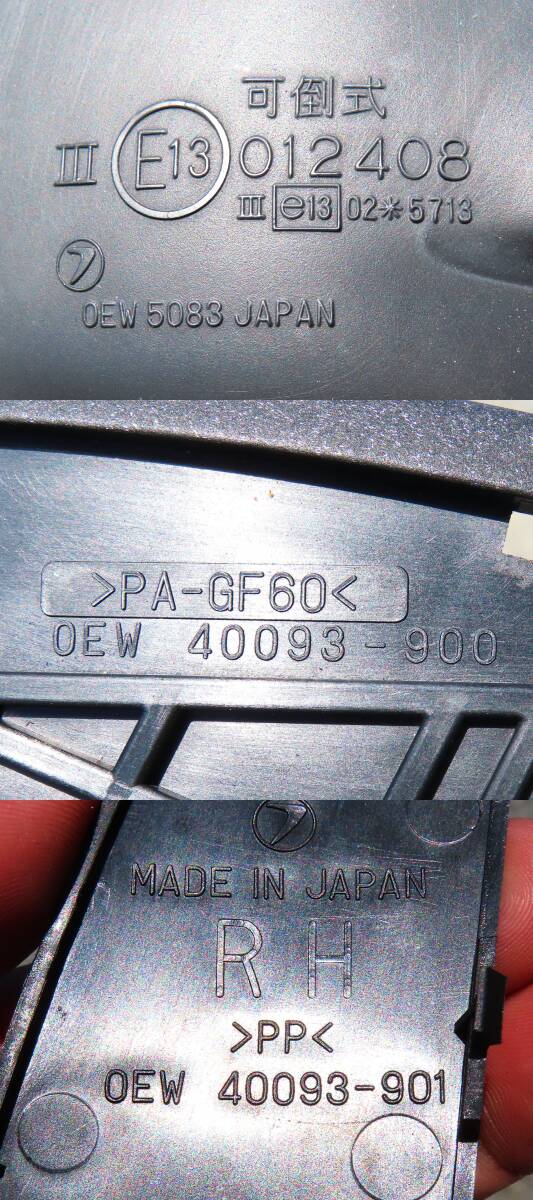 可倒式
III E13 012408
III e13 02*5713
OEW 5083 JAPAN
>PA-GF60<
OEW 40093-900
MADE IN JAPAN
RH
>PP<
OEW 40093-901